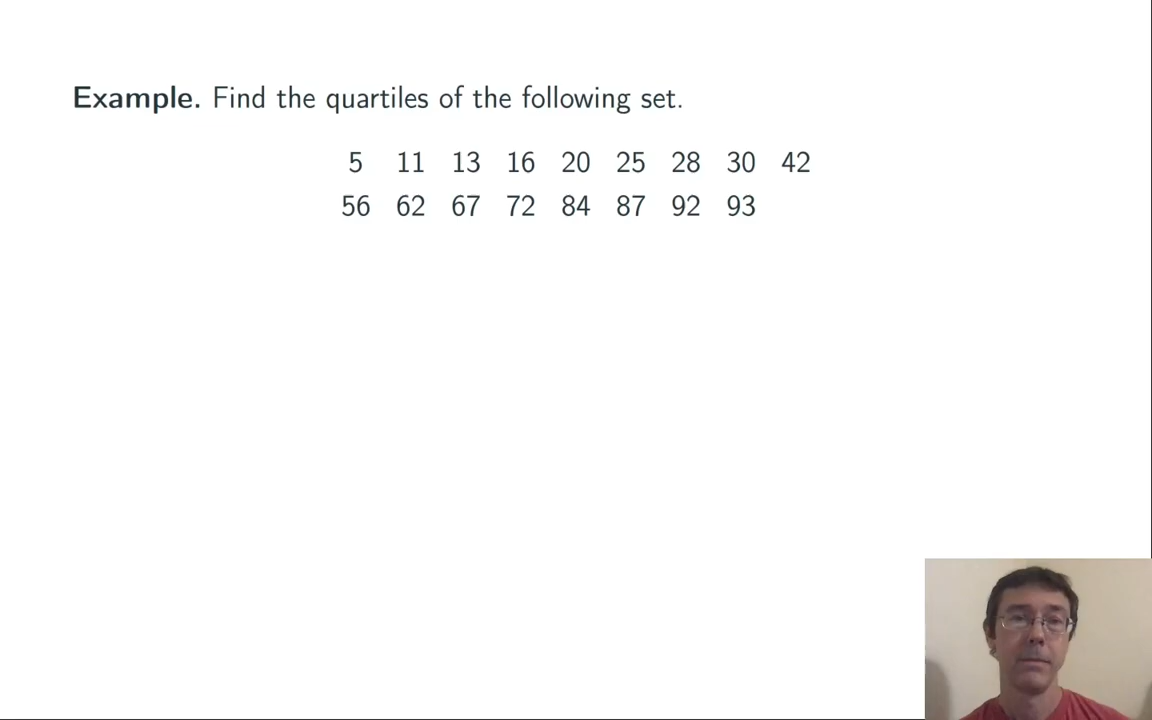 Example. Find the quartiles of the following set.
5 11 13 16 20 25 28 30 42
56 62 67 72 84 87 92 93